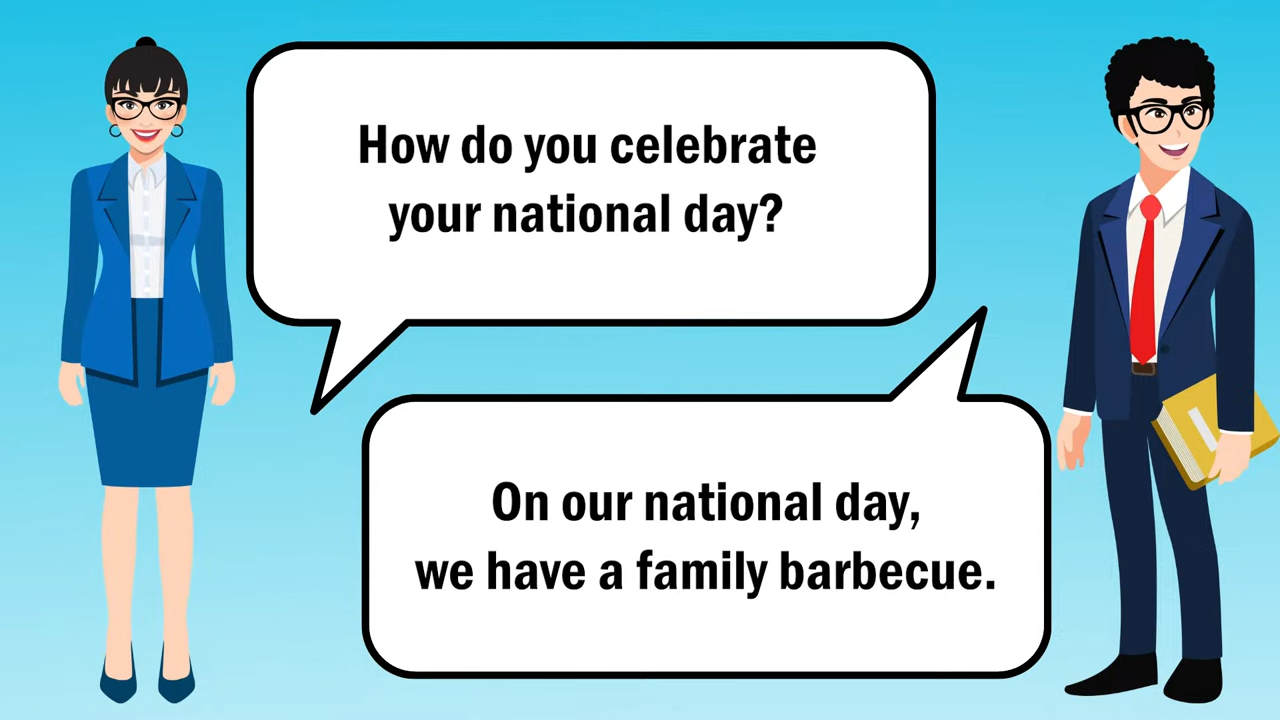 How do you celebrate
your national day?
On our national day,
we have a family barbecue.